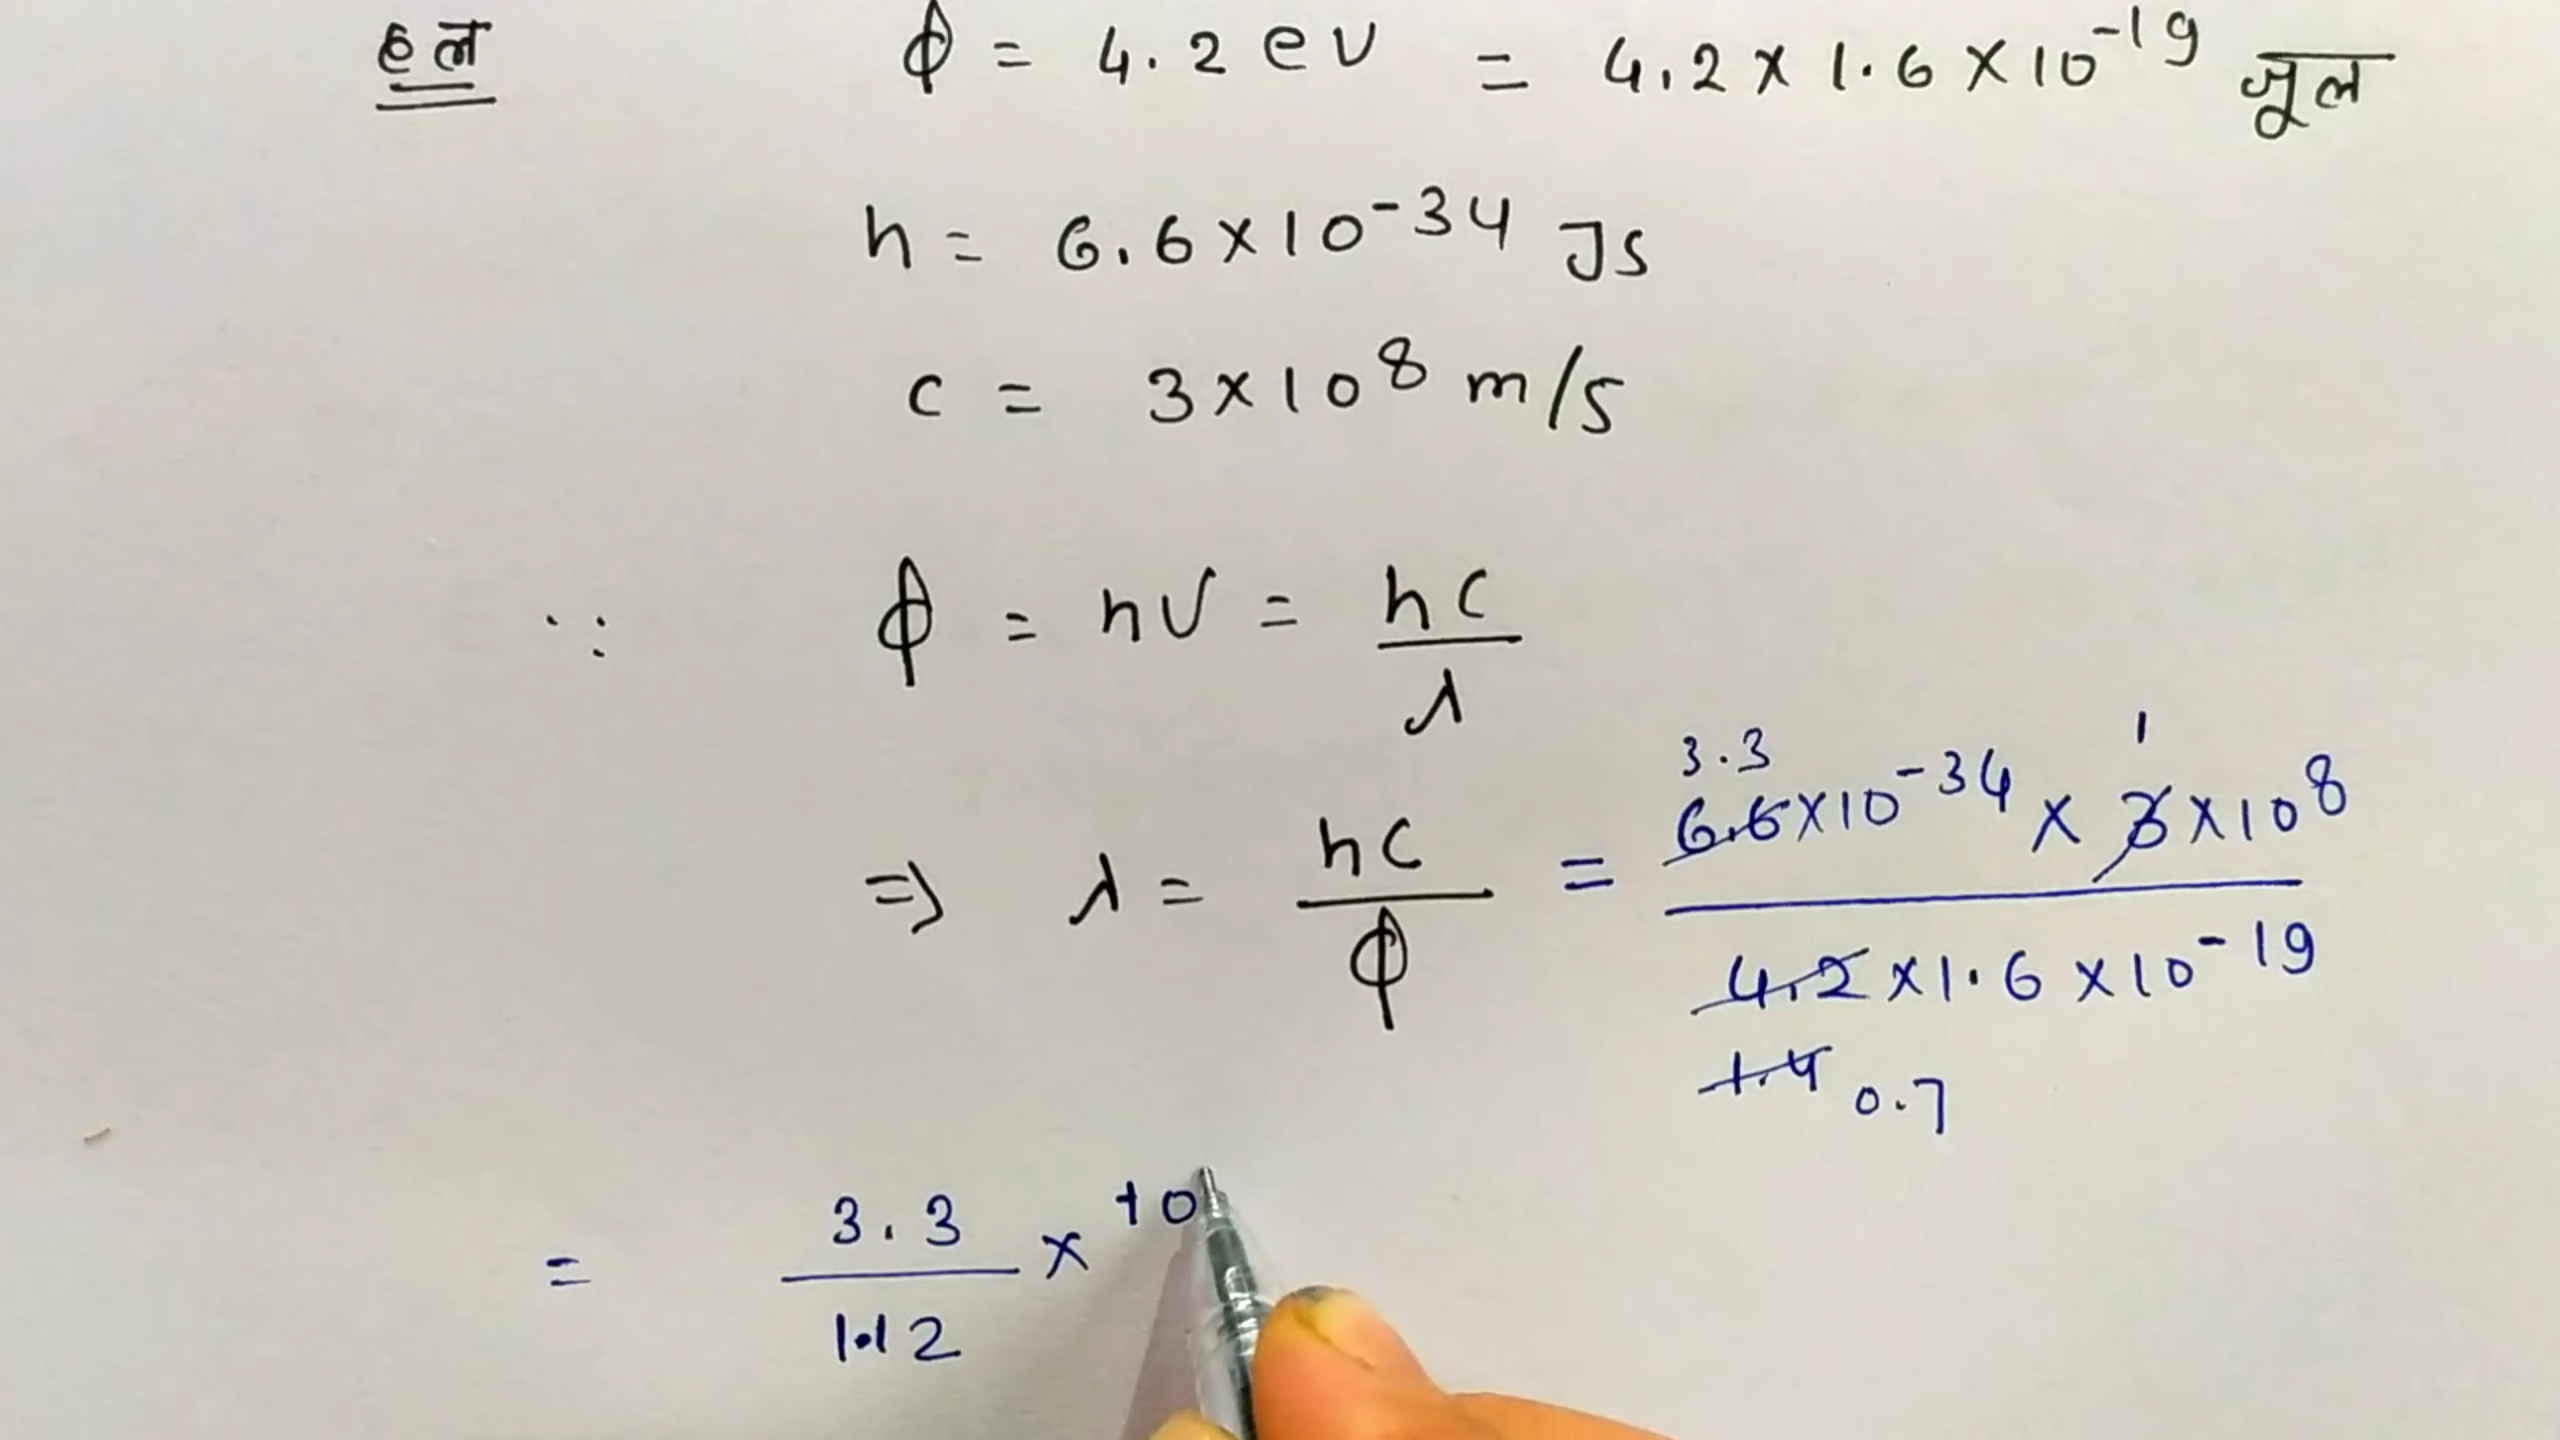 हल ϕ = 4.2 eV = 4.2 × 1.6 × 10⁻¹⁹ जूल
h = 6.6 × 10⁻³⁴ Js
c = 3 × 10⁸ m/s
∵ ϕ = hν = hc / λ
3.3 1
⇒ λ = hc / ϕ = 6.6 × 10⁻³⁴ × 3 × 10⁸ / 4.2 × 1.6 × 10⁻¹⁹
1.4 0.7
= 3.3 / 1.12 × 10